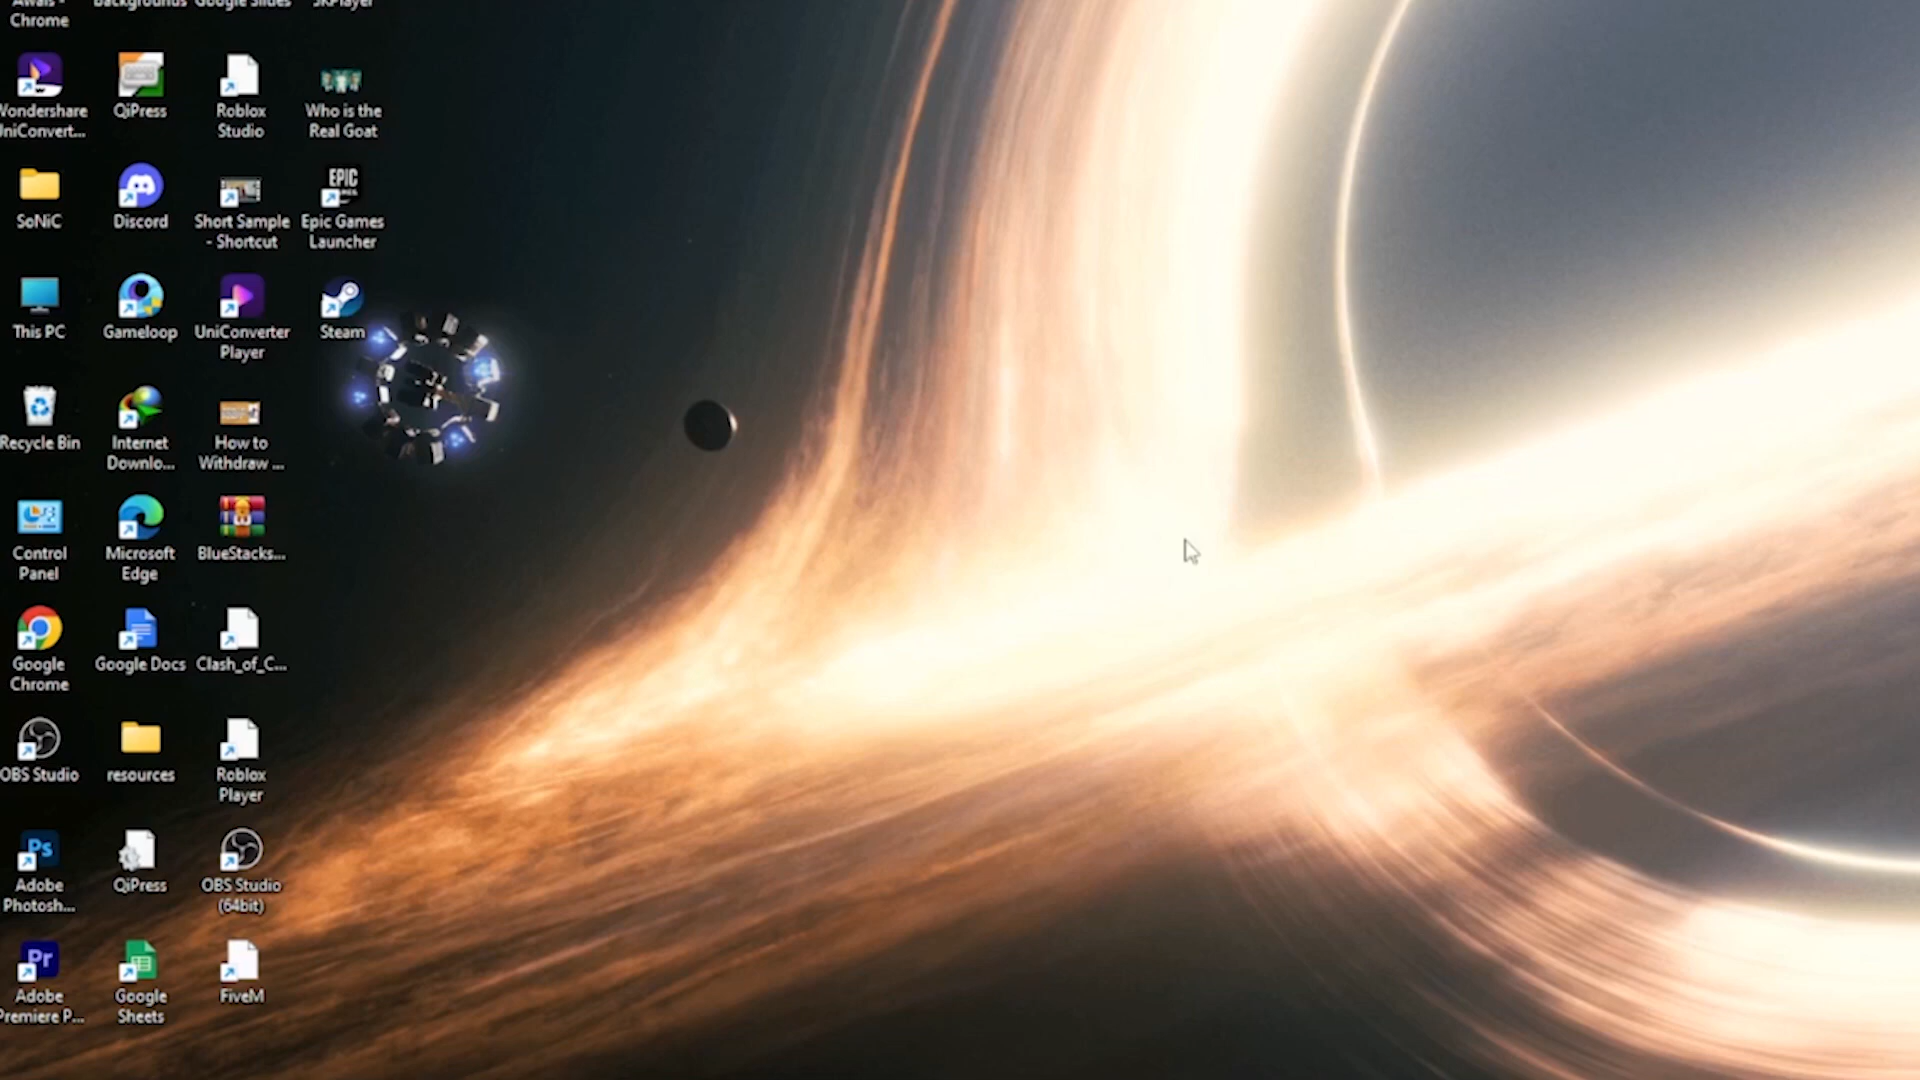 Awais -
Chrome
backgrounds
Google Slides
5KPlayer
Wondershare
UniConvert...
QiPress
Roblox
Studio
Who is the
Real Goat
SoNiC
Discord
Short Sample
- Shortcut
EPIC
Epic Games
Launcher
This PC
Gameloop
UniConverter
Player
Steam
Recycle Bin
Internet
Downlo...
How to
Withdraw ...
Control
Panel
Microsoft
Edge
BlueStacks...
Google
Chrome
Google Docs
Clash_of_C...
OBS Studio
resources
Roblox
Player
Ps
Adobe
Photosh...
QiPress
OBS Studio
(64bit)
Pr
Adobe
Premiere P...
Google
Sheets
FiveM